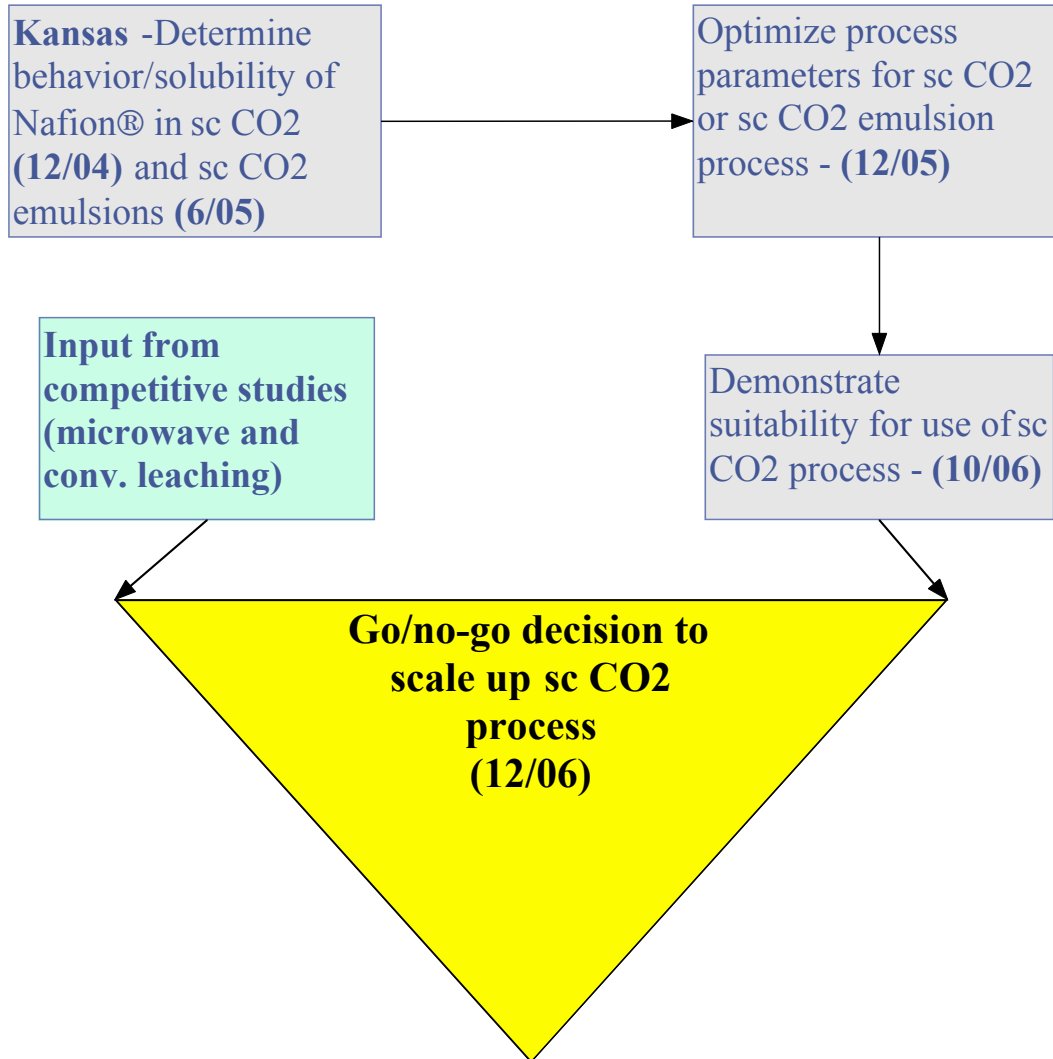 Kansas -Determine
behavior/solubility of
Nafion® in sc CO2
(12/04) and sc CO2
emulsions (6/05)
Optimize process
parameters for sc CO2
or sc CO2 emulsion
process - (12/05)
Input from
competitive studies
(microwave and
conv. leaching)
Demonstrate
suitability for use of sc
CO2 process - (10/06)
Go/no-go decision to
scale up sc CO2
process
(12/06)